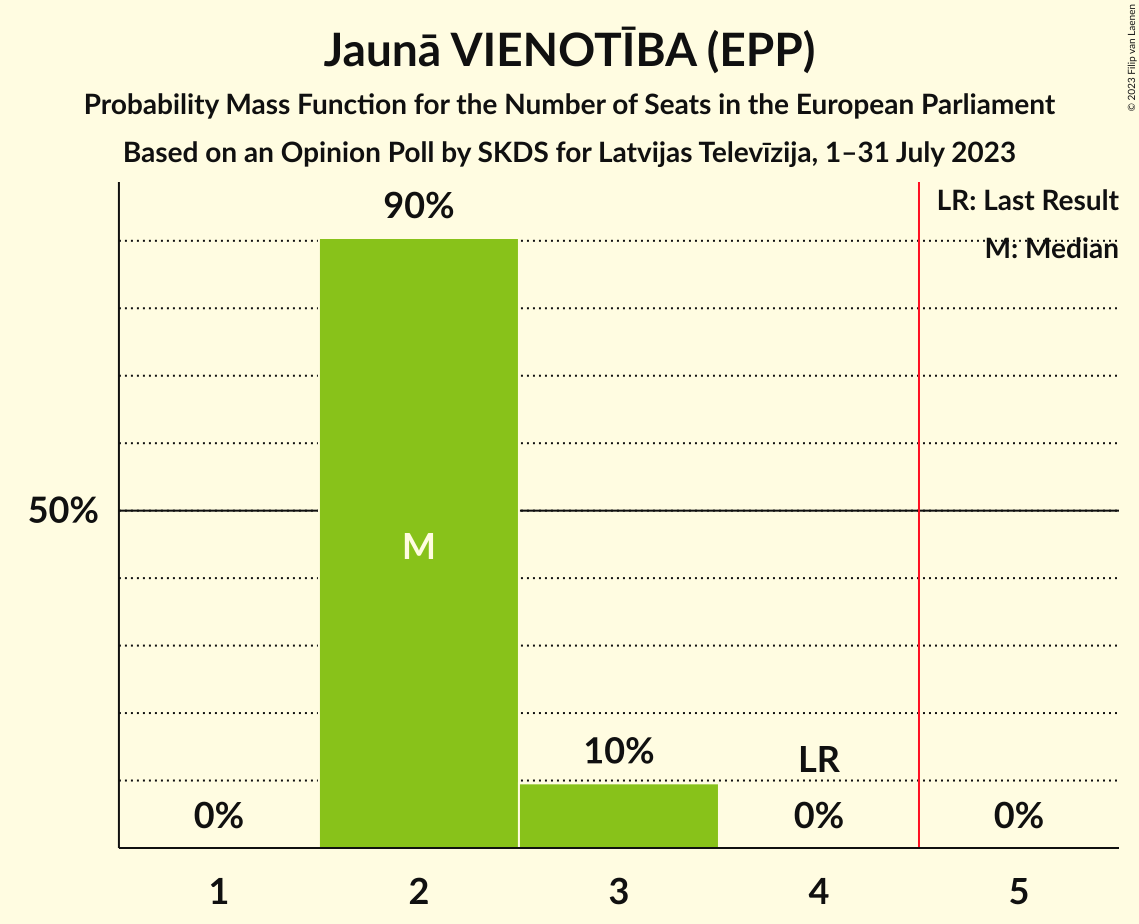 Jaunā VIENOTĪBA (EPP)
Probability Mass Function for the Number of Seats in the European Parliament
Based on an Opinion Poll by SKDS for Latvijas Televīzija, 1–31 July 2023
© 2023 Filip van Laenen
LR: Last Result
M: Median
90%
50%
M
10%
LR
0%
0%
0%
1
2
3
4
5